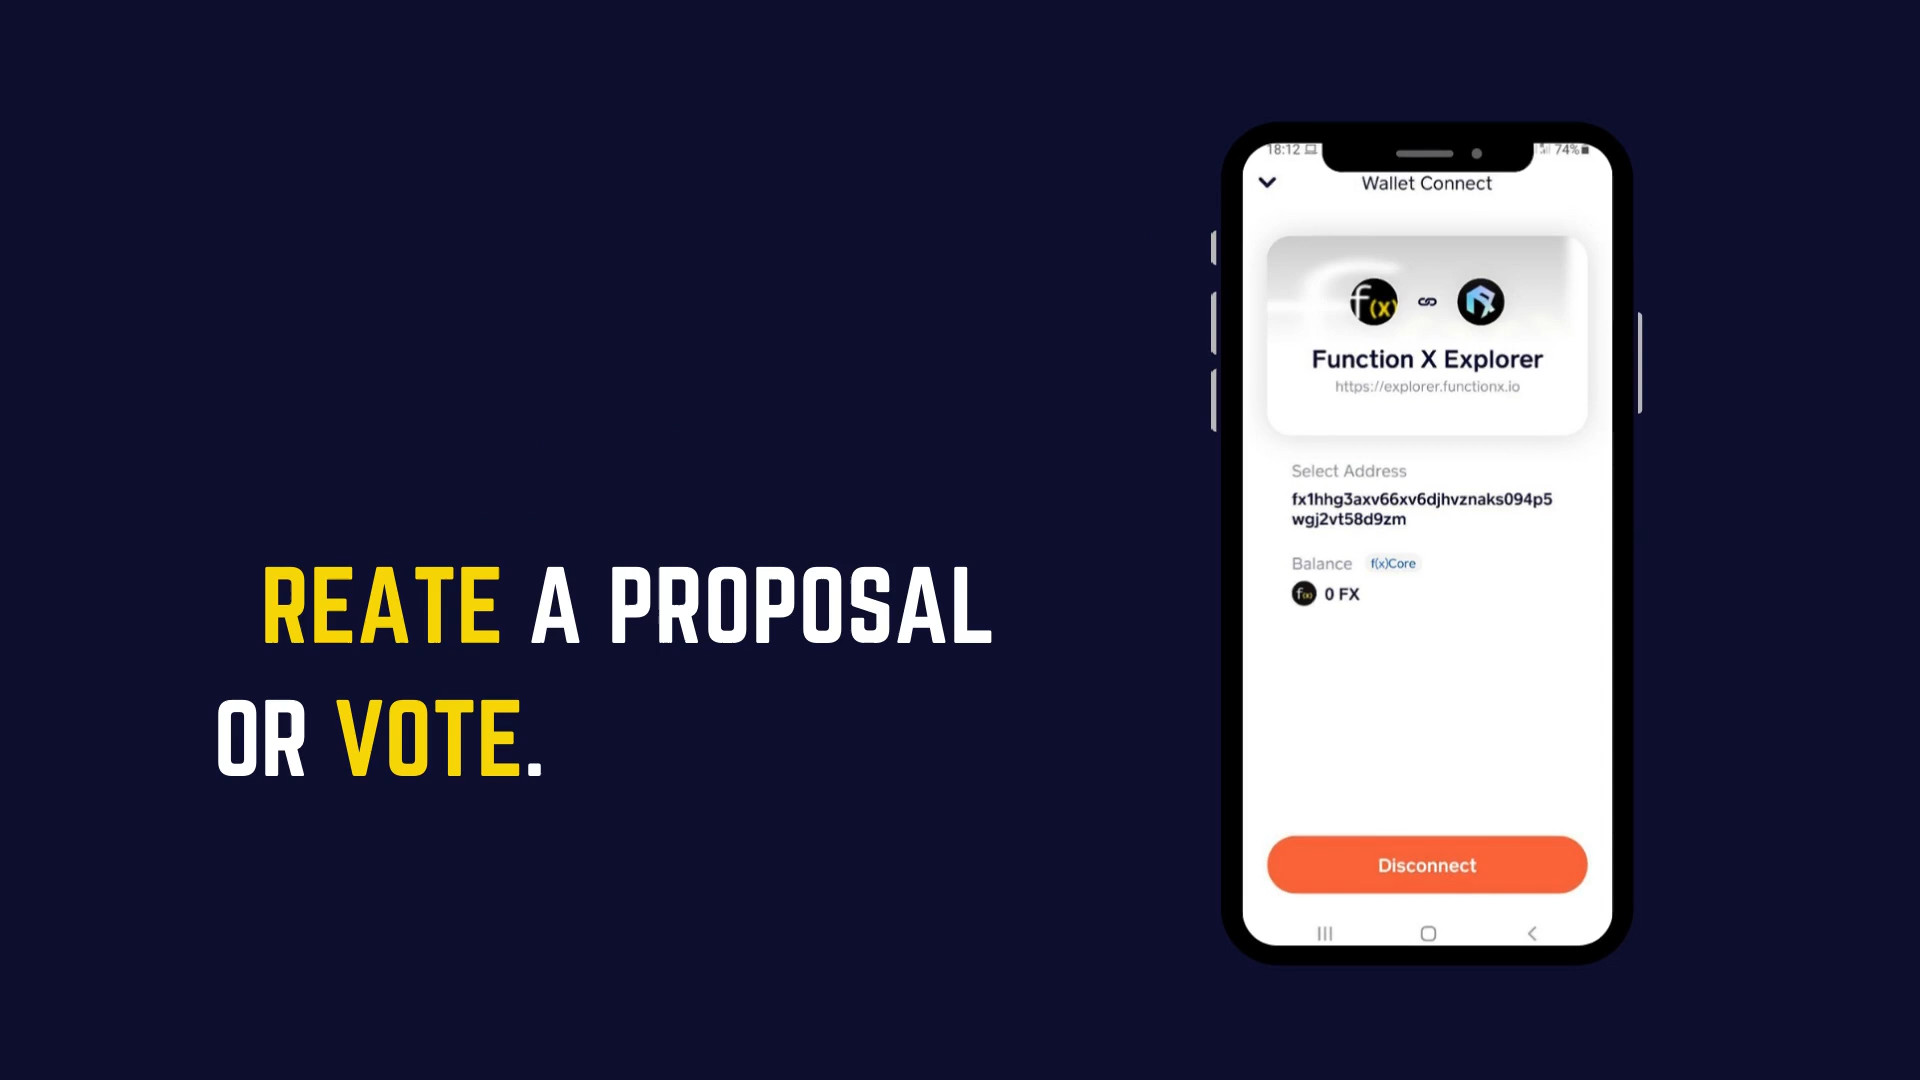 REATE A PROPOSAL
OR VOTE.
18:12 74%
Wallet Connect
f(x)
Function X Explorer
https://explorer.functionx.io
Select Address
fx1hhg3axv66xv6djhvznaks094p5
wgj2vt58d9zm
Balance f(x)Core
f(x) 0 FX
Disconnect